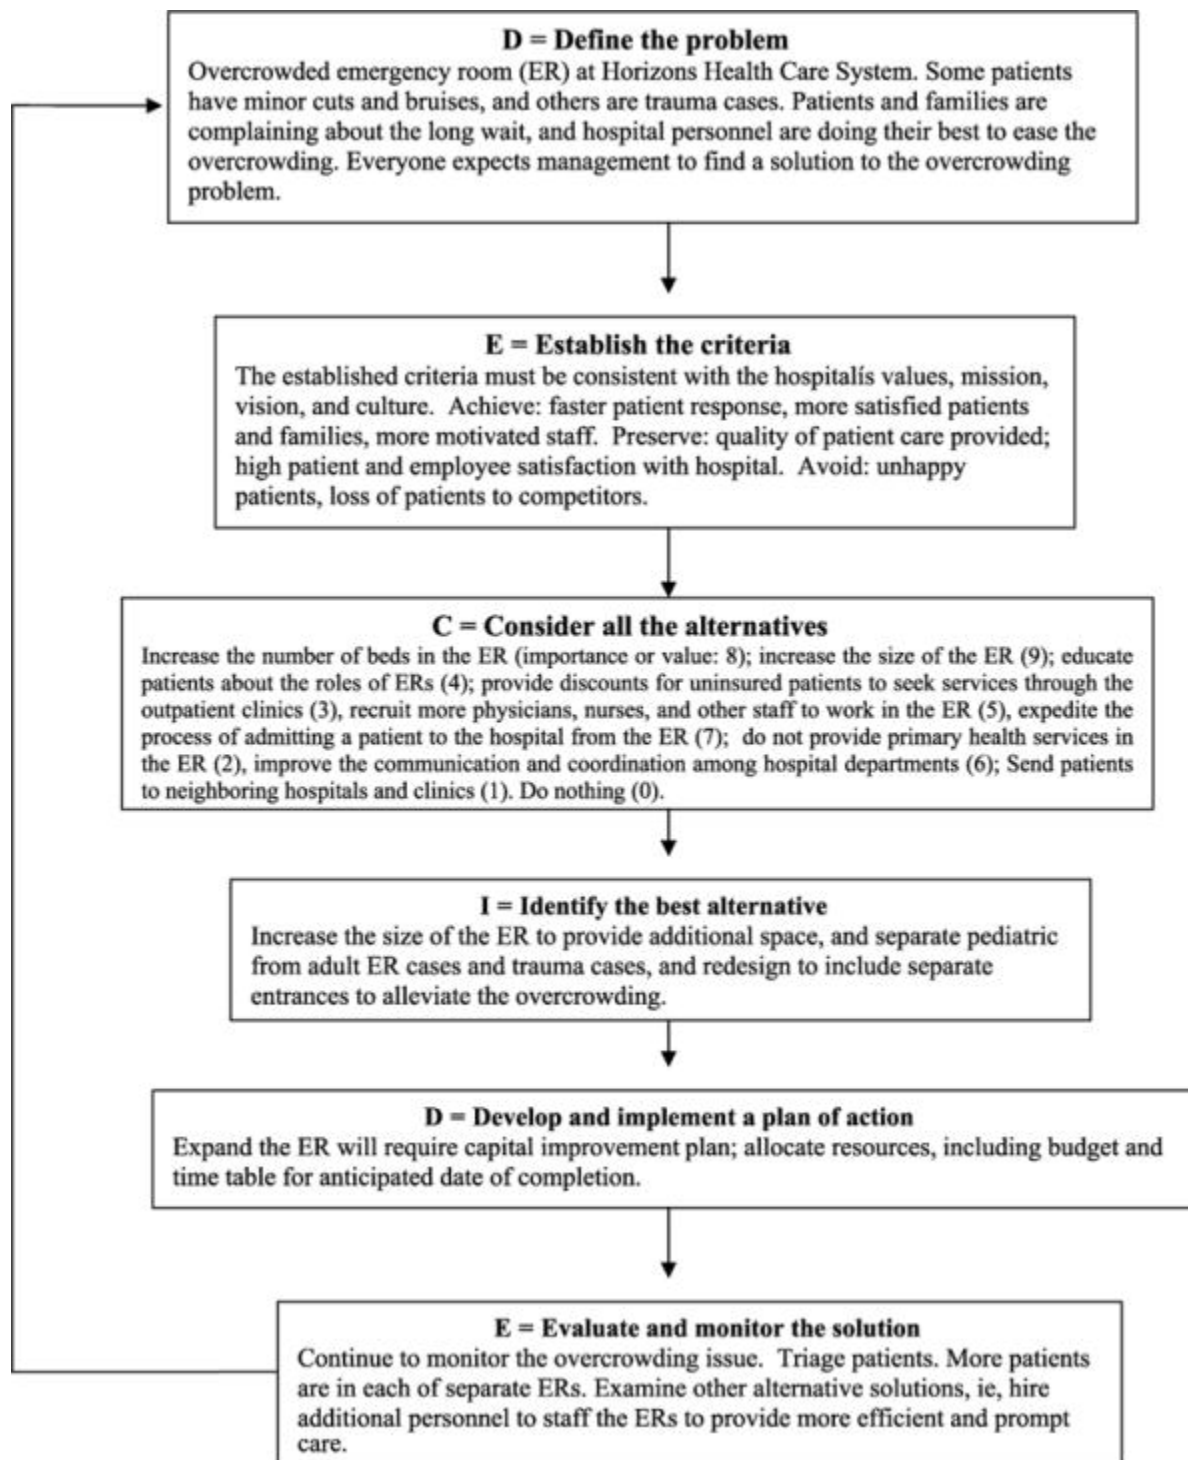 D = Define the problem
Overcrowded emergency room (ER) at Horizons Health Care System. Some patients
have minor cuts and bruises, and others are trauma cases. Patients and families are
complaining about the long wait, and hospital personnel are doing their best to ease the
overcrowding. Everyone expects management to find a solution to the overcrowding
problem.
E = Establish the criteria
The established criteria must be consistent with the hospitalís values, mission,
vision, and culture. Achieve: faster patient response, more satisfied patients
and families, more motivated staff. Preserve: quality of patient care provided;
high patient and employee satisfaction with hospital. Avoid: unhappy
patients, loss of patients to competitors.
C = Consider all the alternatives
Increase the number of beds in the ER (importance or value: 8); increase the size of the ER (9); educate
patients about the roles of ERs (4); provide discounts for uninsured patients to seek services through the
outpatient clinics (3), recruit more physicians, nurses, and other staff to work in the ER (5), expedite the
process of admitting a patient to the hospital from the ER (7); do not provide primary health services in
the ER (2), improve the communication and coordination among hospital departments (6); Send patients
to neighboring hospitals and clinics (1). Do nothing (0).
I = Identify the best alternative
Increase the size of the ER to provide additional space, and separate pediatric
from adult ER cases and trauma cases, and redesign to include separate
entrances to alleviate the overcrowding.
D = Develop and implement a plan of action
Expand the ER will require capital improvement plan; allocate resources, including budget and
time table for anticipated date of completion.
E = Evaluate and monitor the solution
Continue to monitor the overcrowding issue. Triage patients. More patients
are in each of separate ERs. Examine other alternative solutions, ie, hire
additional personnel to staff the ERs to provide more efficient and prompt
care.